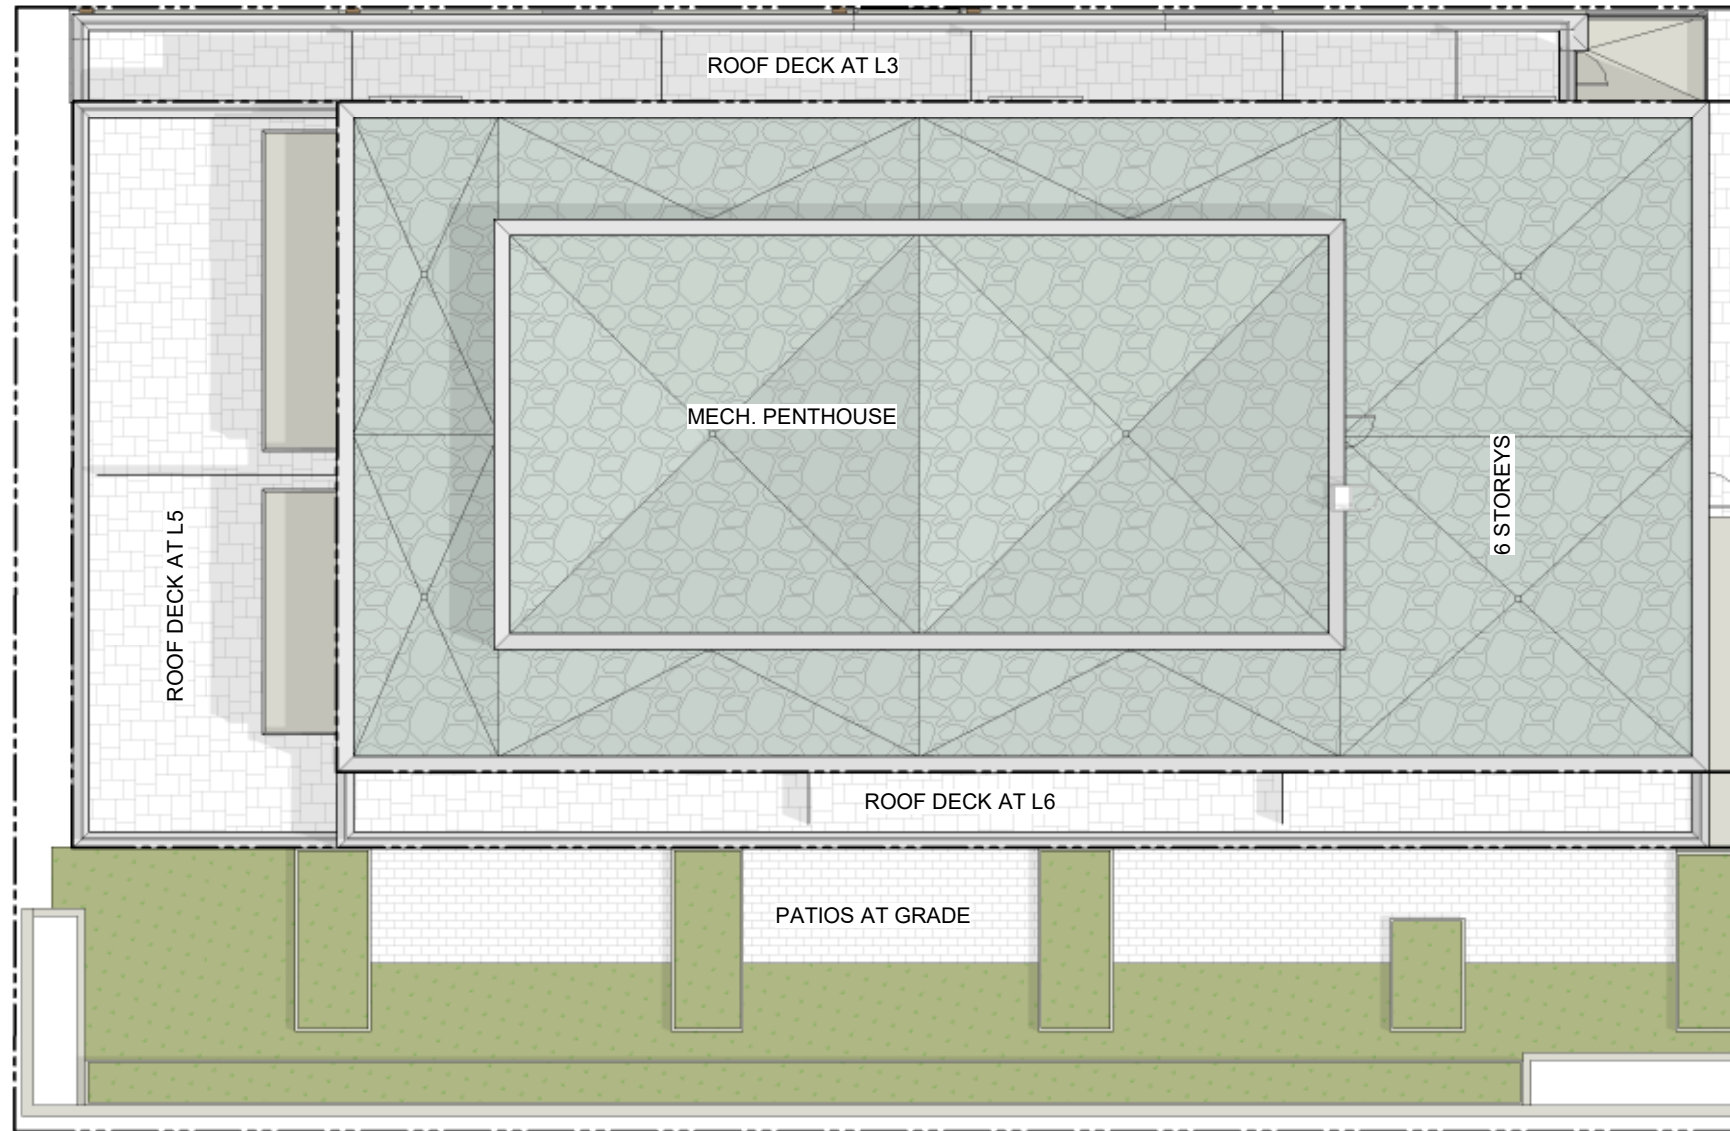 ROOF DECK AT L3
MECH. PENTHOUSE
6 STOREYS
ROOF DECK AT L5
ROOF DECK AT L6
PATIOS AT GRADE